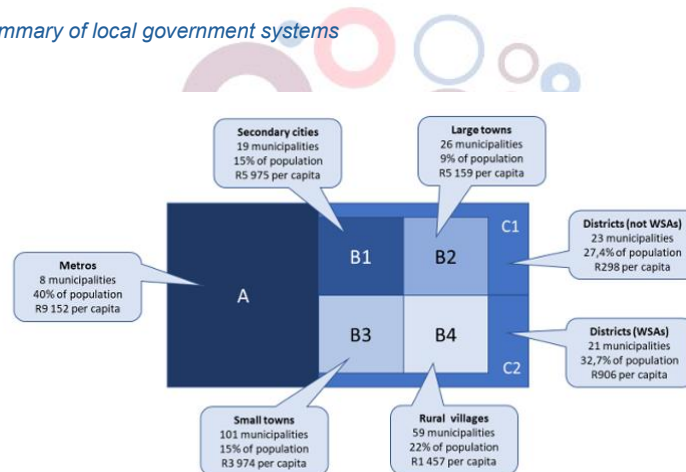 mmary of local government systems
Secondary cities
19 municipalities
15% of population
R5 975 per capita
Large towns
26 municipalities
9% of population
R5 159 per capita
Metros
8 municipalities
40% of population
R9 152 per capita
A
B1
B2
C1
Districts (not WSAs)
23 municipalities
27,4% of population
R298 per capita
B3
B4
C2
Districts (WSAs)
21 municipalities
32,7% of population
R906 per capita
Small towns
101 municipalities
15% of population
R3 974 per capita
Rural villages
59 municipalities
22% of population
R1 457 per capita